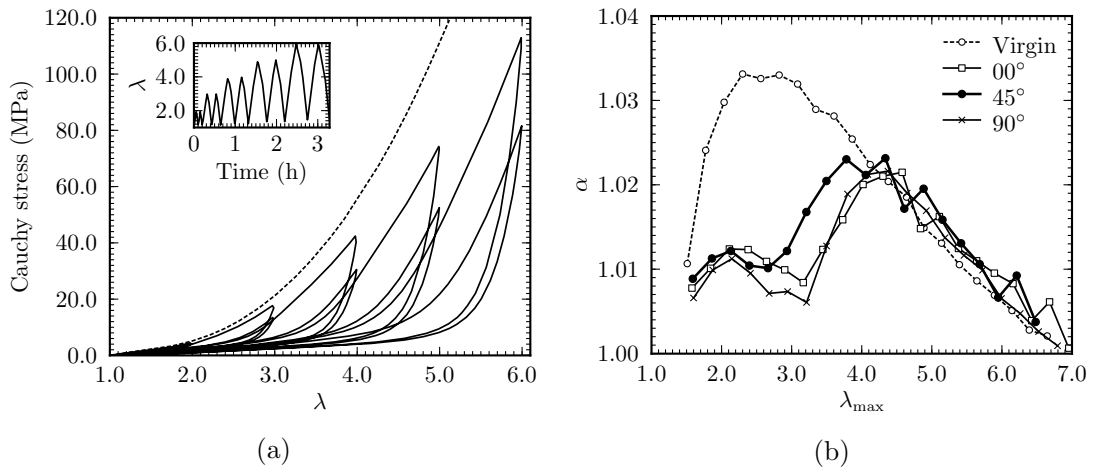 120.0
100.0
80.0
60.0
40.0
20.0
0.0
Cauchy stress (MPa)
1.0 2.0 3.0 4.0 5.0 6.0
λ
6.0
4.0
2.0
λ
0 1 2 3
Time (h)
(a)
1.04
1.03
1.02
1.01
1.00
α
1.0 2.0 3.0 4.0 5.0 6.0 7.0
λmax
Virgin
00°
45°
90°
(b)